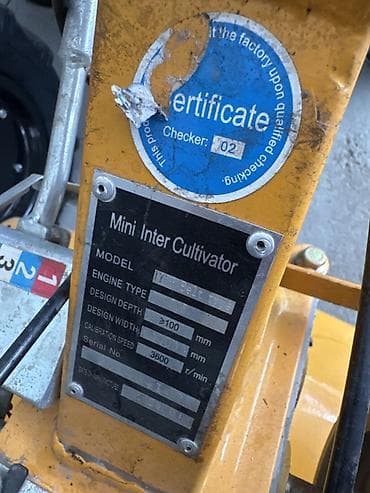 it the factory upon qualified checking.
This pro
ertificate
Checker: 02
Mini Inter Cultivator
MODEL
ENGINE TYPE
DESIGN DEPTH ≥100 mm
DESIGN WIDTH mm
CALIBRATION SPEED 3600 r/min
Serial No.
1
2
3